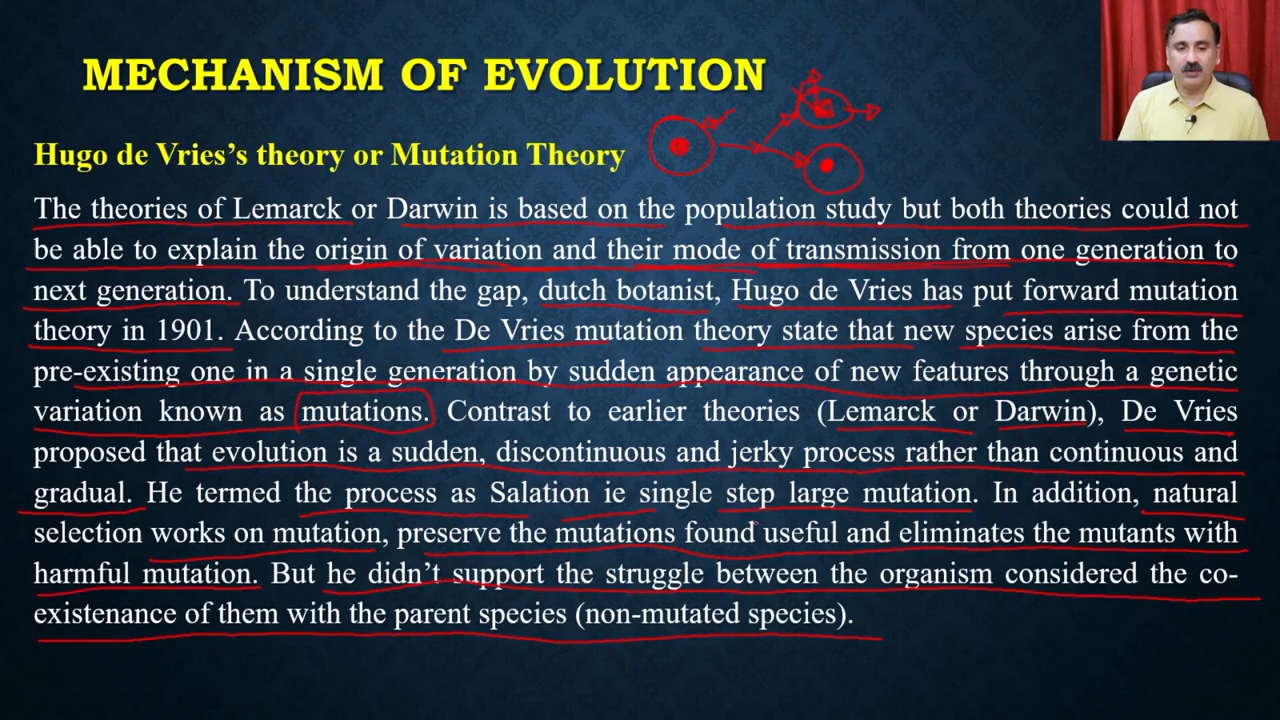 MECHANISM OF EVOLUTION
Hugo de Vries's theory or Mutation Theory
The theories of Lemarck or Darwin is based on the population study but both theories could not
be able to explain the origin of variation and their mode of transmission from one generation to
next generation. To understand the gap, dutch botanist, Hugo de Vries has put forward mutation
theory in 1901. According to the De Vries mutation theory state that new species arise from the
pre-existing one in a single generation by sudden appearance of new features through a genetic
variation known as mutations. Contrast to earlier theories (Lemarck or Darwin), De Vries
proposed that evolution is a sudden, discontinuous and jerky process rather than continuous and
gradual. He termed the process as Salation ie single step large mutation. In addition, natural
selection works on mutation, preserve the mutations found useful and eliminates the mutants with
harmful mutation. But he didn't support the struggle between the organism considered the co-
existenance of them with the parent species (non-mutated species).